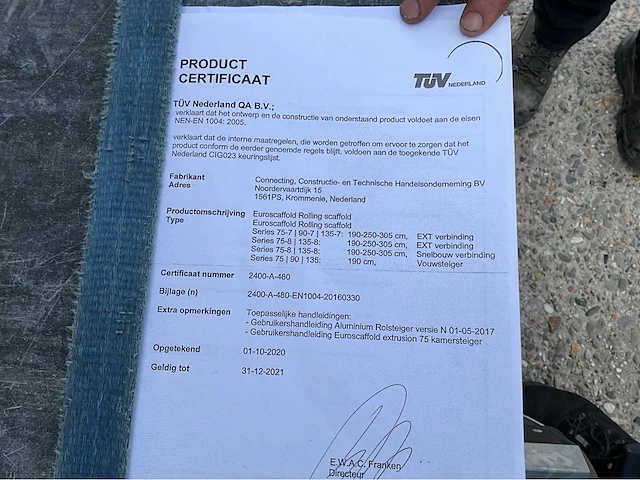 PRODUCT
CERTIFICAAT
TÜV NEDERLAND
TÜV Nederland QA B.V.;
verklaart dat het ontwerp en de constructie van onderstaand product voldoet aan de eisen
NEN-EN 1004: 2005.
verklaart dat de interne maatregelen, die worden getroffen om ervoor te zorgen dat het
product conform de eerder genoemde regels blijft, voldoen aan de toegekende TÜV
Nederland CIG023 keuringslijst.
Fabrikant Connecting, Constructie- en Technische Handelsonderneming BV
Adres Noordervaartdijk 15
1561PS, Krommenie, Nederland
Productomschrijving Euroscaffold Rolling scaffold
Type Euroscaffold Rolling scaffold
Series 75-7 | 90-7 | 135-7: 190-250-305 cm, EXT verbinding
Series 75-8 | 135-8: 190-250-305 cm, EXT verbinding
Series 75-8 | 135-8: 190-250-305 cm, Snelbouw verbinding
Series 75 | 90 | 135: 190 cm, Vouwsteiger
Certificaat nummer 2400-A-480
Bijlage (n) 2400-A-480-EN1004-20160330
Extra opmerkingen Toepasselijke handleidingen:
- Gebruikershandleiding Aluminium Rolsteiger versie N 01-05-2017
- Gebruikershandleiding Euroscaffold extrusion 75 kamersteiger
Opgetekend 01-10-2020
Geldig tot 31-12-2021
E.W.A.C. Franken
Directeur